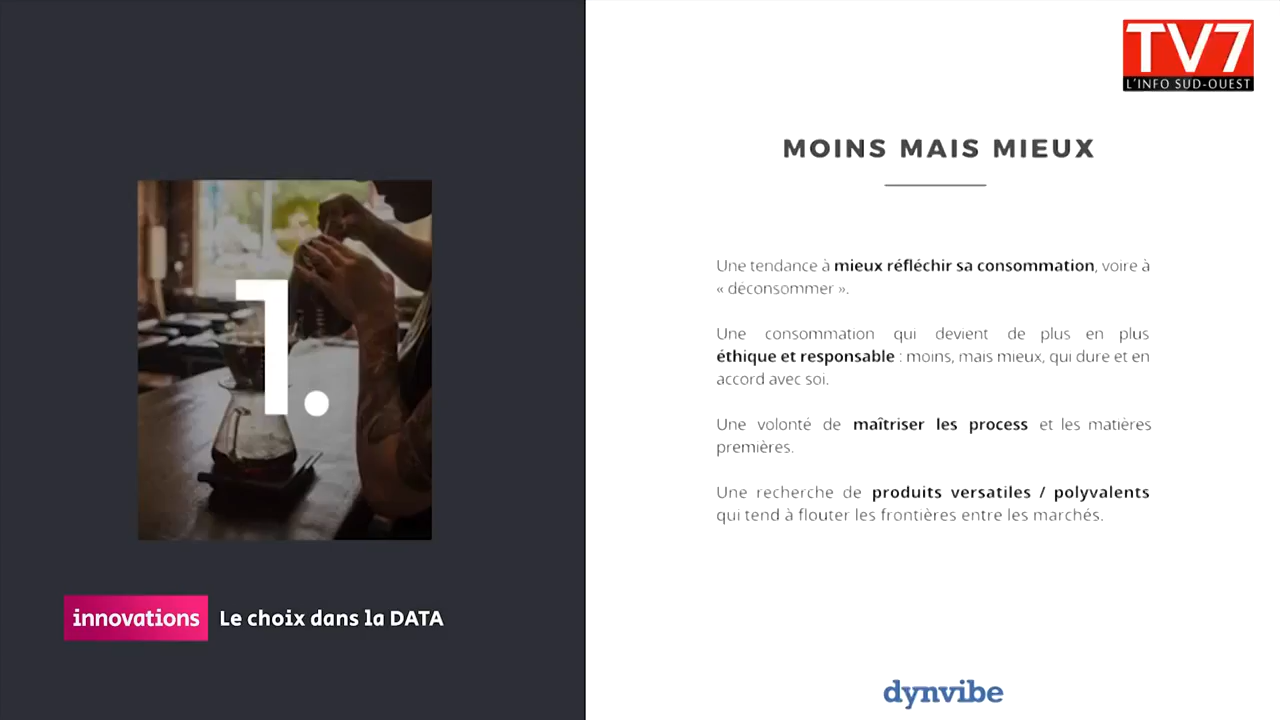 TV7
L'INFO SUD-OUEST
MOINS MAIS MIEUX
Une tendance à mieux réfléchir sa consommation, voire à
« déconsommer ».
Une consommation qui devient de plus en plus
éthique et responsable : moins, mais mieux, qui dure et en
accord avec soi.
Une volonté de maîtriser les process et les matières
premières.
Une recherche de produits versatiles / polyvalents
qui tend à flouter les frontières entre les marchés.
1.
innovations Le choix dans la DATA
dynvibe